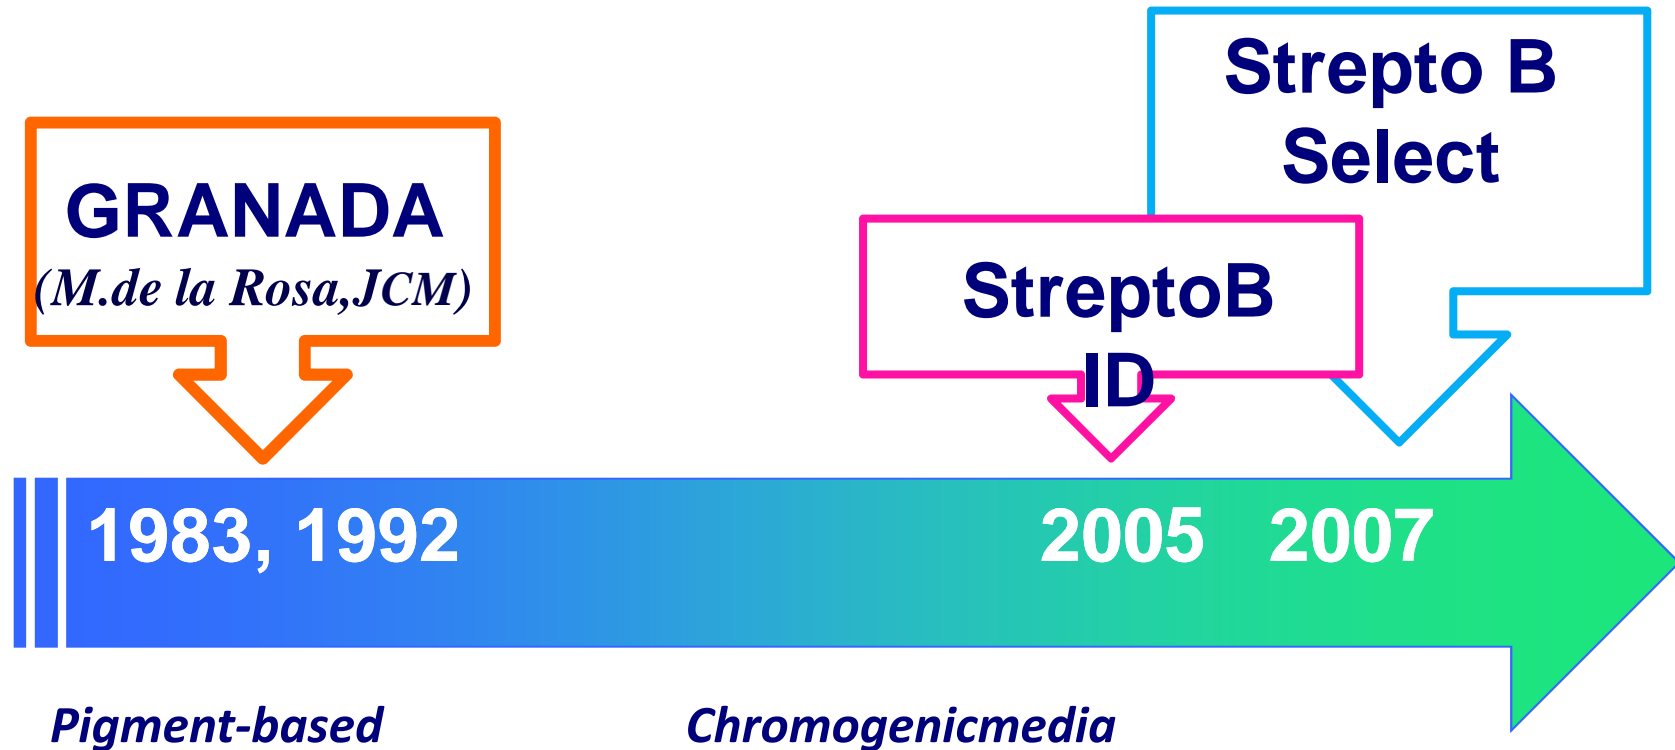 GRANADA
(M.de la Rosa,JCM)
Strepto B
Select
StreptoB
ID
1983, 1992
2005
2007
Pigment-based
Chromogenicmedia